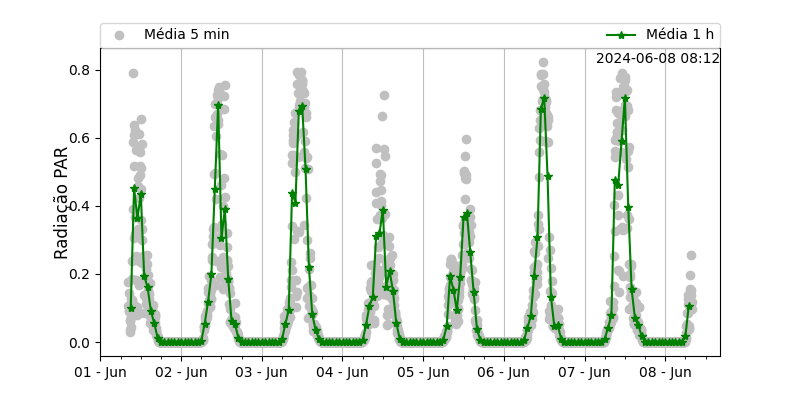 Média 5 min
Média 1 h
2024-06-08 08:12
Radiação PAR
0.8
0.6
0.4
0.2
0.0
01 - Jun
02 - Jun
03 - Jun
04 - Jun
05 - Jun
06 - Jun
07 - Jun
08 - Jun